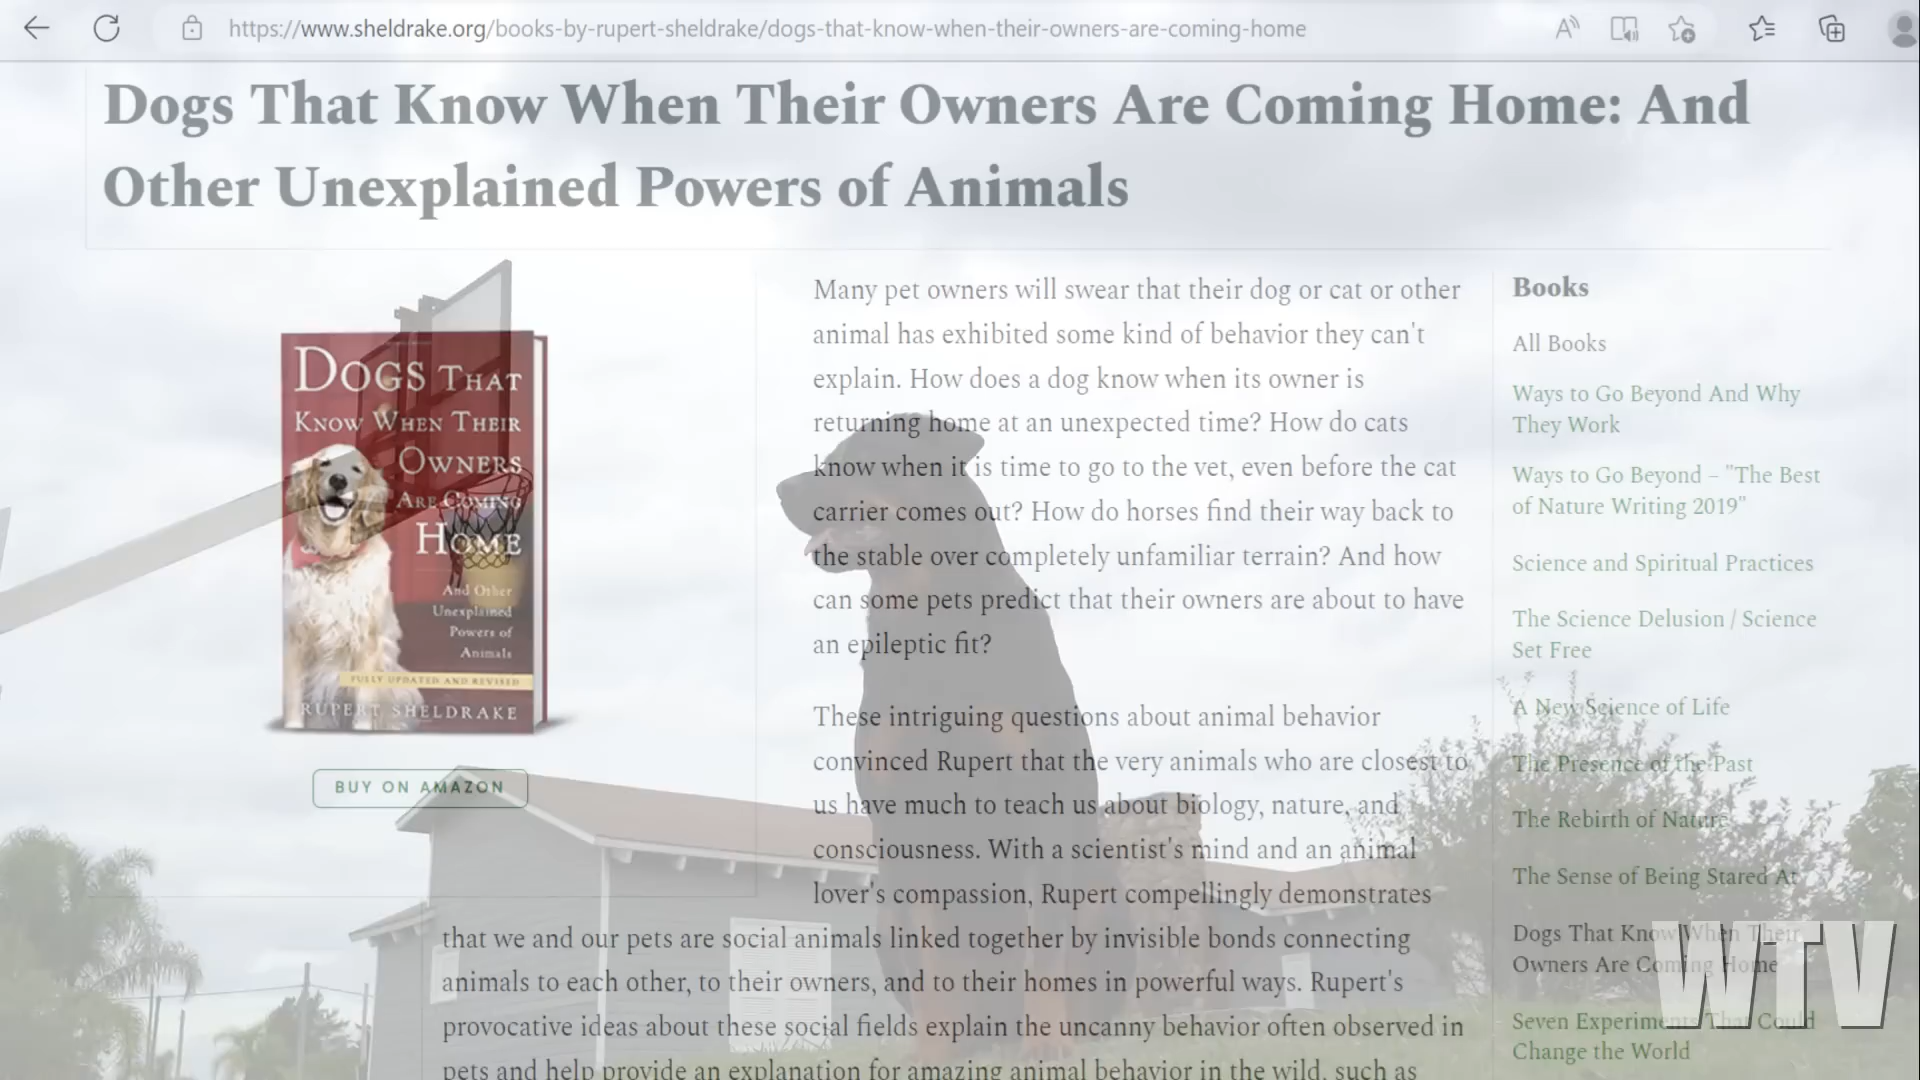 https://www.sheldrake.org/books-by-rupert-sheldrake/dogs-that-know-when-their-owners-are-coming-home
Dogs That Know When Their Owners Are Coming Home: And
Other Unexplained Powers of Animals
DOGS THAT
KNOW WHEN THEIR
OWNERS
ARE COMING
HOME
And Other
Unexplained
Powers of
Animals
FULLY UPDATED AND REVISED
RUPERT SHELDRAKE
BUY ON AMAZON
Many pet owners will swear that their dog or cat or other
animal has exhibited some kind of behavior they can't
explain. How does a dog know when its owner is
returning home at an unexpected time? How do cats
know when it is time to go to the vet, even before the cat
carrier comes out? How do horses find their way back to
the stable over completely unfamiliar terrain? And how
can some pets predict that their owners are about to have
an epileptic fit?
These intriguing questions about animal behavior
convinced Rupert that the very animals who are closest to
us have much to teach us about biology, nature, and
consciousness. With a scientist's mind and an animal
lover's compassion, Rupert compellingly demonstrates
that we and our pets are social animals linked together by invisible bonds connecting
animals to each other, to their owners, and to their homes in powerful ways. Rupert's
provocative ideas about these social fields explain the uncanny behavior often observed in
pets and help provide an explanation for amazing animal behavior in the wild, such as
Books
All Books
Ways to Go Beyond And Why
They Work
Ways to Go Beyond – "The Best
of Nature Writing 2019"
Science and Spiritual Practices
The Science Delusion / Science
Set Free
A New Science of Life
The Presence of the Past
The Rebirth of Nature
The Sense of Being Stared At
Dogs That Know When Their
Owners Are Coming Home
Seven Experiments That Could
Change the World
WTV